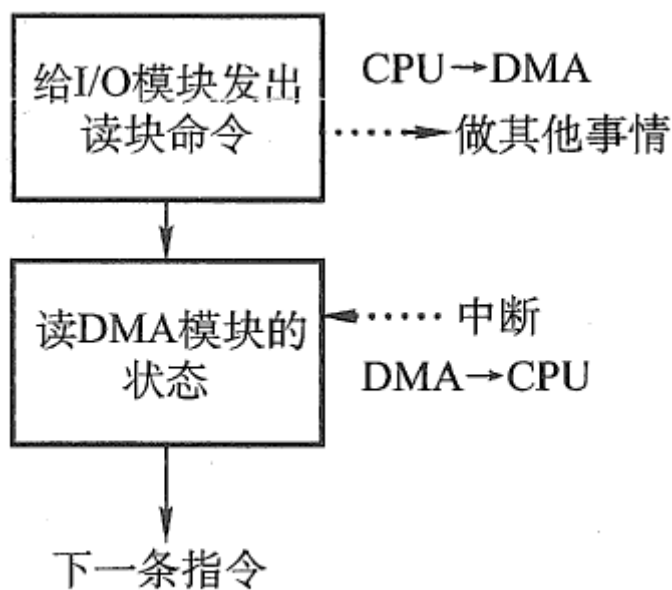 给I/O模块发出
读块命令
CPU→DMA
做其他事情
读DMA模块的
状态
中断
DMA→CPU
下一条指令